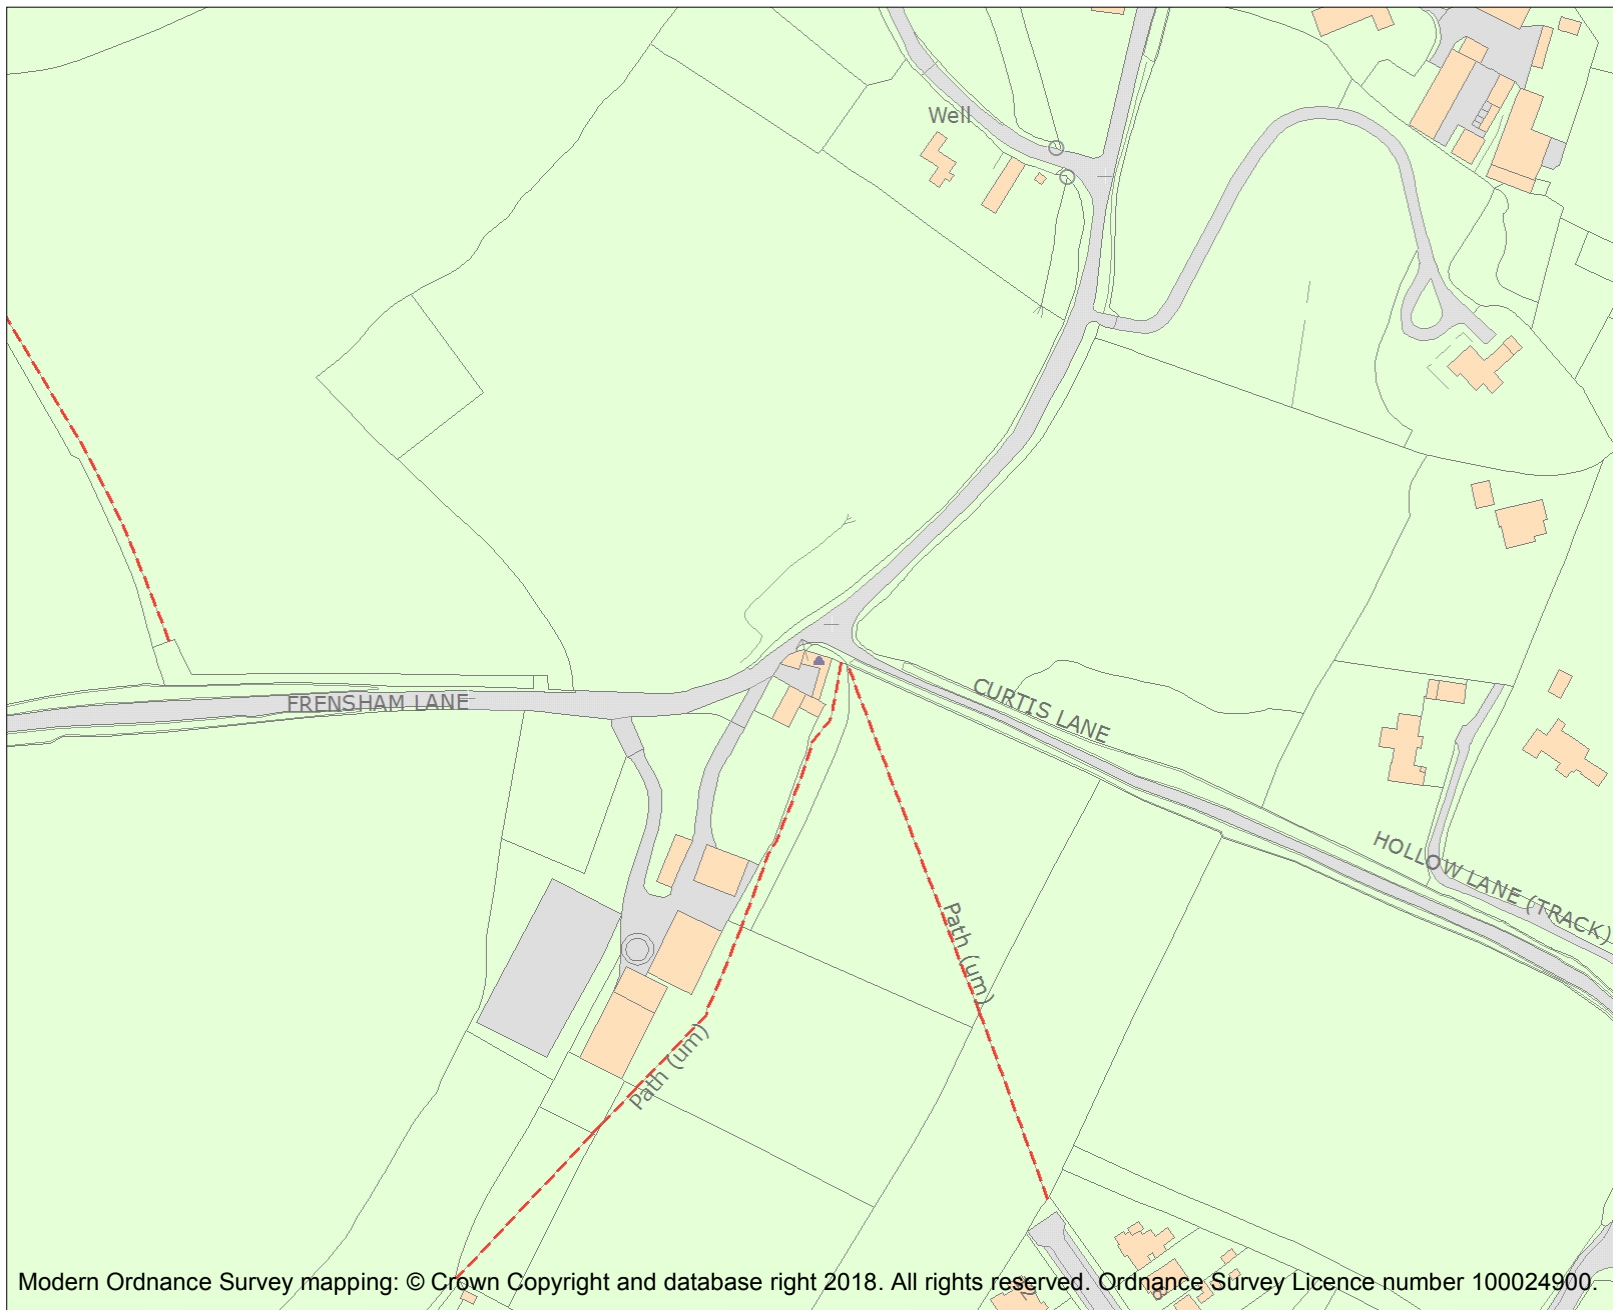 Well
FRENSHAM LANE
CURTIS LANE
HOLLOW LANE (TRACK)
Path (um)
Path (um)
Modern Ordnance Survey mapping: © Crown Copyright and database right 2018. All rights reserved. Ordnance Survey Licence number 100024900.